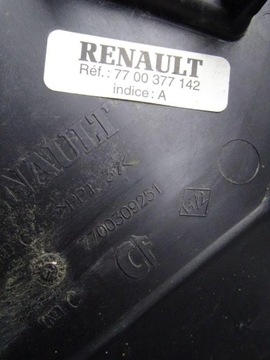 RENAULT
Réf.: 77 00 377 142
indice: A
RENAULT
7700309251